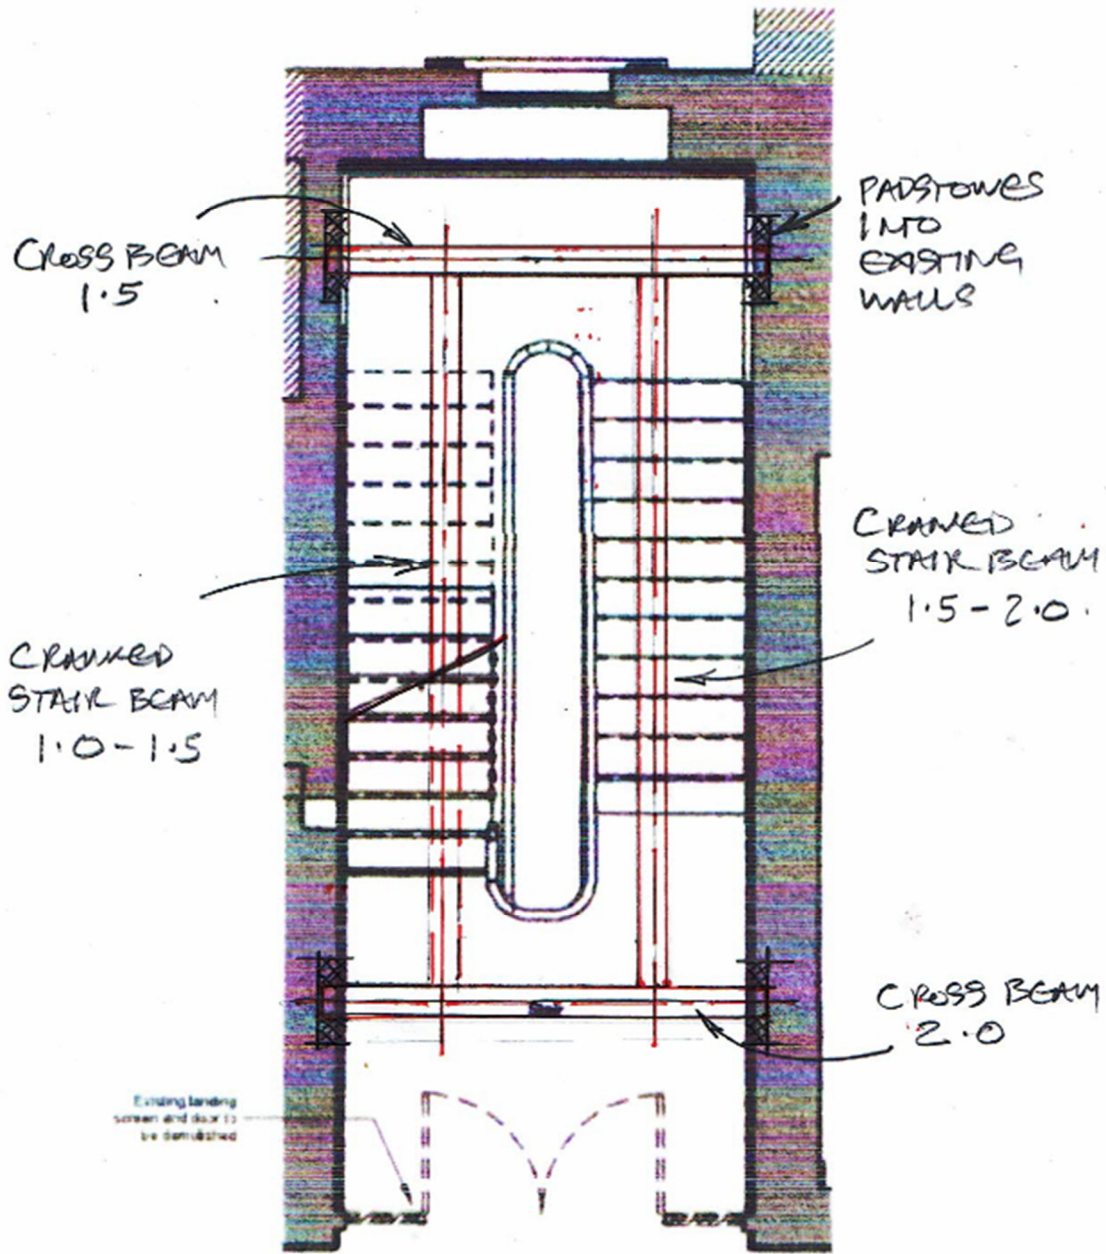 PADSTONES
INTO
EXISTING
WALLS
CROSS BEAM
1.5
CRANKED
STAIR BEAM
1.5-2.0.
CRANKED
STAIR BEAM
1.0-1.5
CROSS BEAM
2.0
Existing landing
screen and door to
be demolished